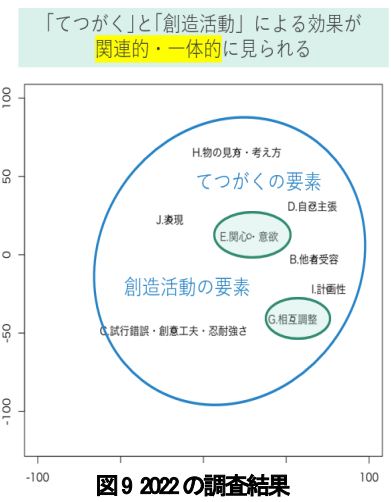 「てつがく」と「創造活動」による効果が
関連的・一体的に見られる
100
50
0
-50
-100
H.物の見方・考え方
てつがくの要素
D.自己主張
J.表現
E.関心・意欲
B.他者受容
創造活動の要素
I.計画性
G.相互調整
C.試行錯誤・創意工夫・忍耐強さ
-100
0
50
100
図9 2022の調査結果